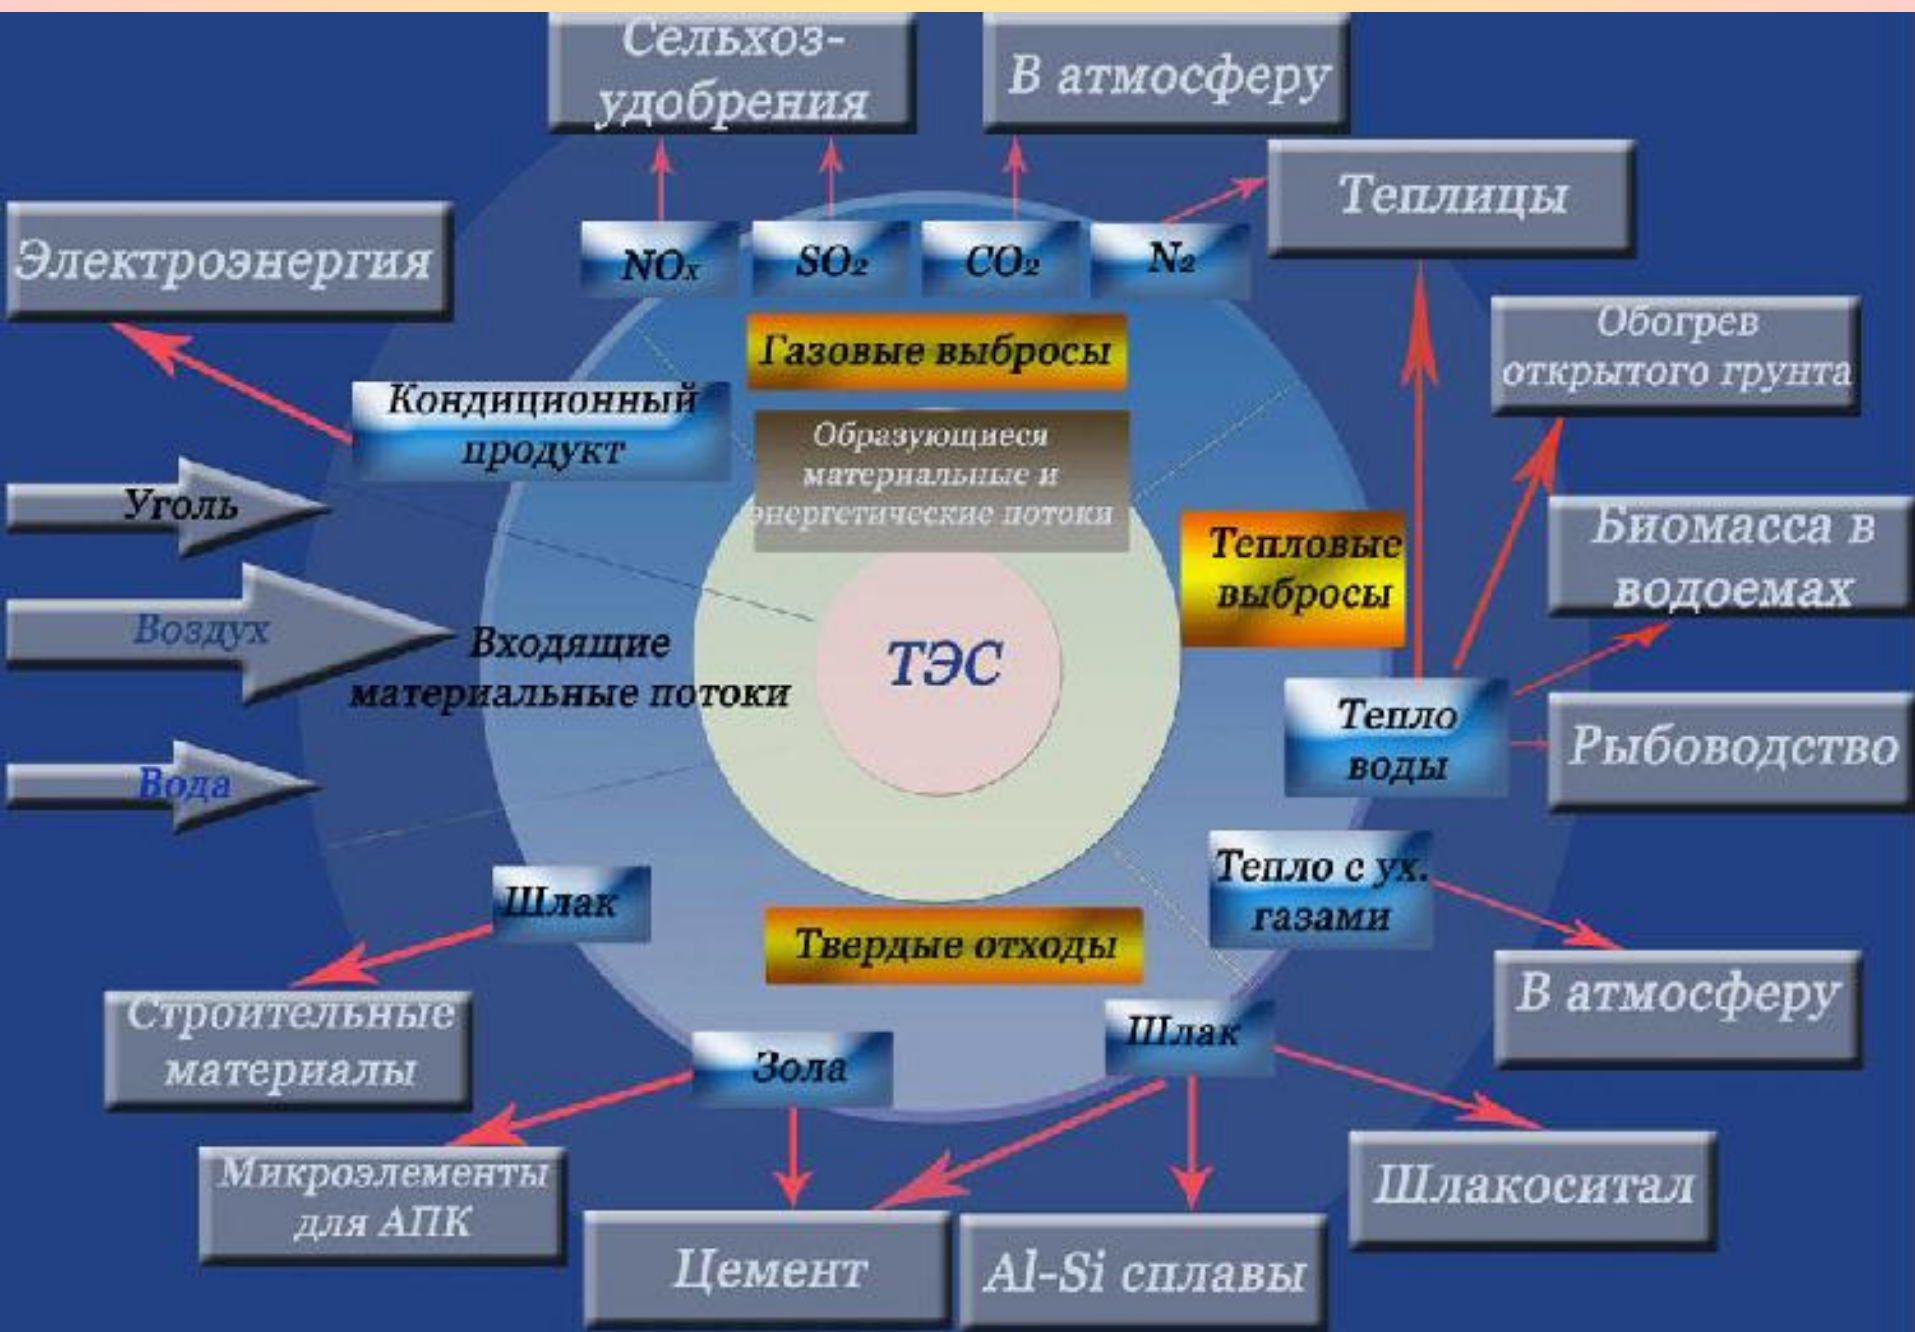 Сельхоз-
удобрения
В атмосферу
Теплицы
Электроэнергия
NOx
SO2
CO2
N2
Обогрев
открытого грунта
Газовые выбросы
Кондиционный
продукт
Образующиеся
материальные и
энергетические потоки
Уголь
Тепловые
выбросы
Биомасса в
водоемах
Воздух
Входящие
материальные потоки
ТЭС
Тепло
воды
Рыбоводство
Вода
Шлак
Тепло с ух.
газами
Твердые отходы
В атмосферу
Строительные
материалы
Зола
Шлак
Микроэлементы
для АПК
Шлакоситал
Цемент
Al-Si сплавы